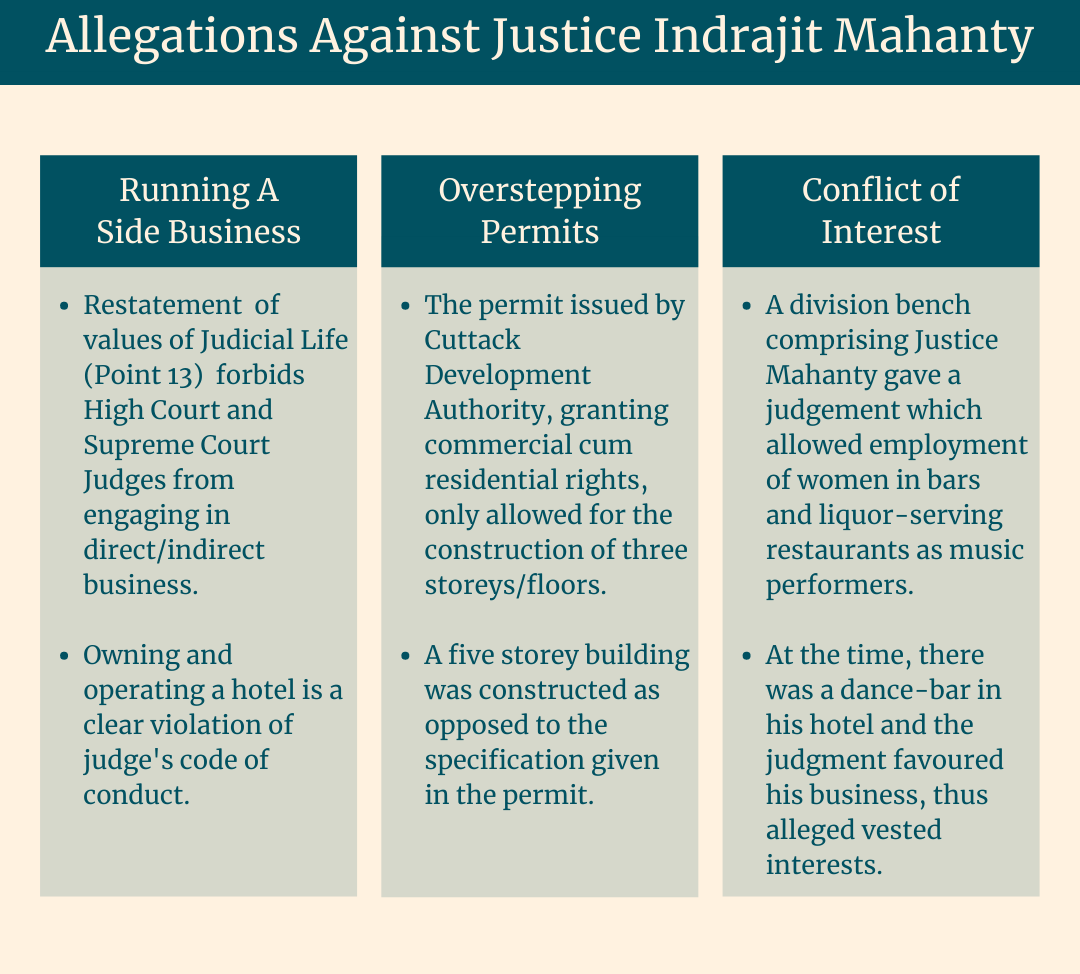 Allegations Against Justice Indrajit Mahanty
Running A
Side Business
• Restatement  of
values of Judicial Life
(Point 13)  forbids
High Court and
Supreme Court
Judges from
engaging in
direct/indirect
business.
• Owning and
operating a hotel is a
clear violation of
judge's code of
conduct.
Overstepping
Permits
• The permit issued by
Cuttack
Development
Authority, granting
commercial cum
residential rights,
only allowed for the
construction of three
storeys/floors.
• A five storey building
was constructed as
opposed to the
specification given
in the permit.
Conflict of
Interest
• A division bench
comprising Justice
Mahanty gave a
judgement which
allowed employment
of women in bars
and liquor-serving
restaurants as music
performers.
• At the time, there
was a dance-bar in
his hotel and the
judgment favoured
his business, thus
alleged vested
interests.